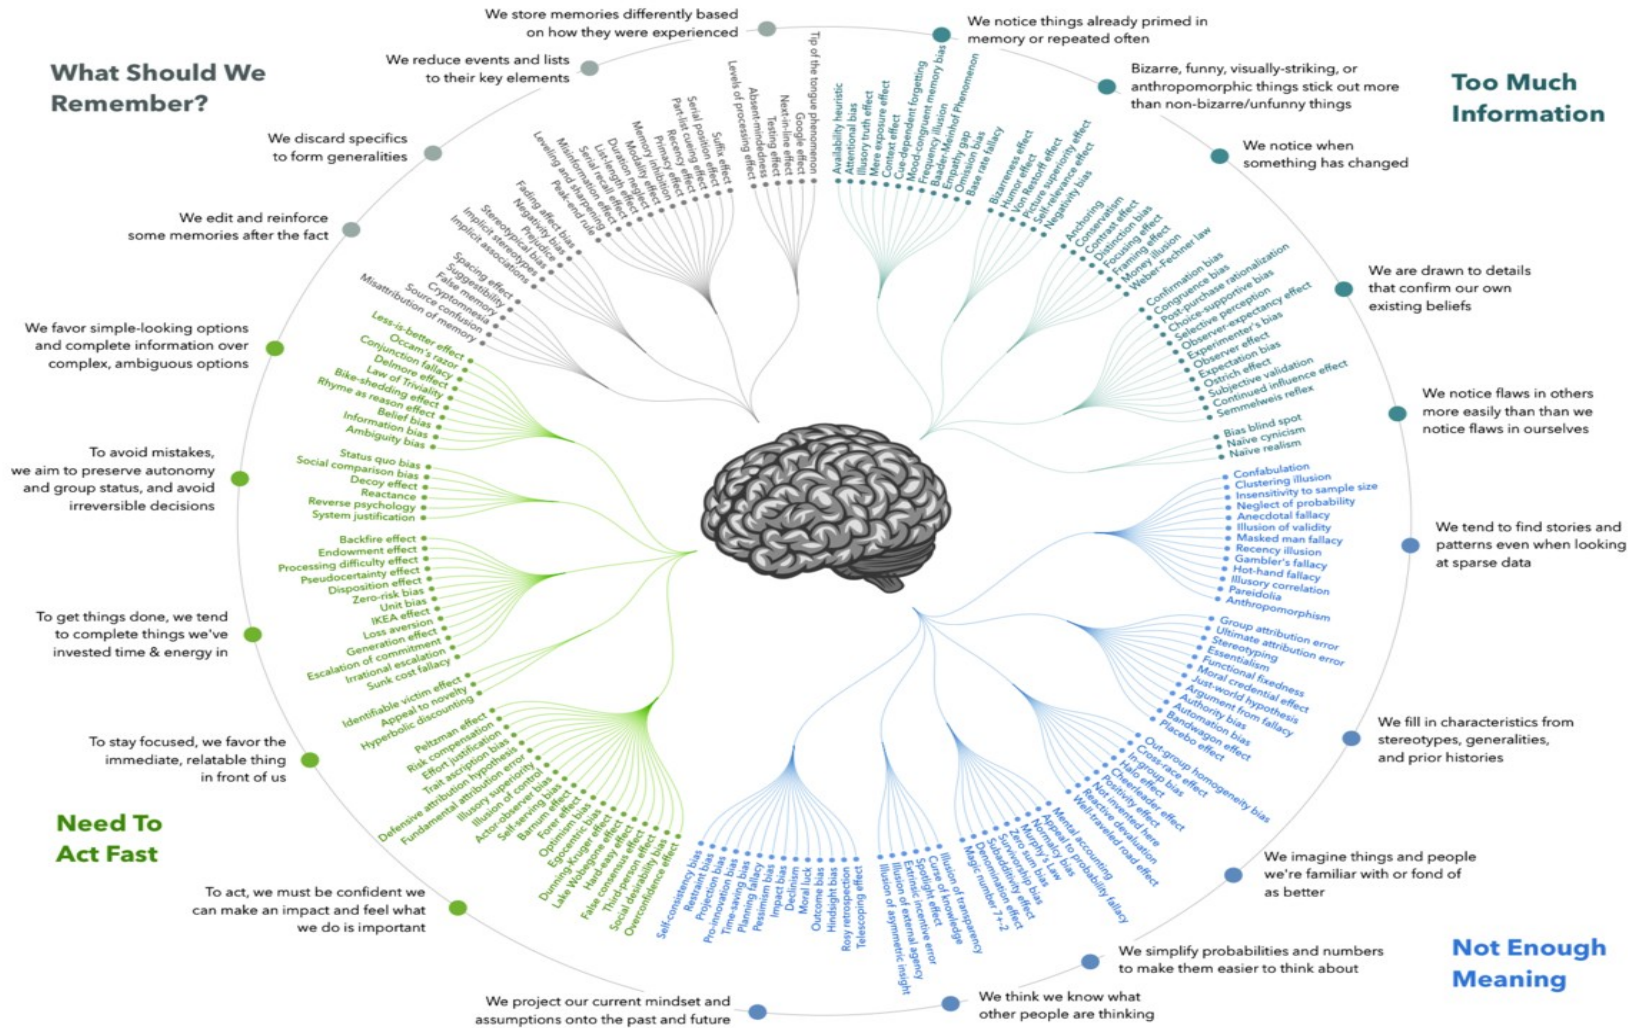 What Should We
Remember?
We store memories differently based
on how they were experienced
We reduce events and lists
to their key elements
We discard specifics
to form generalities
We edit and reinforce
some memories after the fact
Tip of the tongue phenomenon
Google effect
Next-in-line effect
Testing effect
Absent-mindedness
Levels of processing effect
Suffix effect
Serial position effect
Part-list cueing effect
Recency effect
Primacy effect
Memory inhibition
Modality effect
Duration neglect
List-length effect
Serial recall effect
Misinformation effect
Leveling and sharpening
Peak-end rule
Fading affect bias
Negativity bias
Prejudice
Stereotypical bias
Implicit stereotypes
Implicit associations
Spacing effect
Suggestibility
False memory
Cryptomnesia
Source confusion
Misattribution of memory
Too Much
Information
We notice things already primed in
memory or repeated often
Bizarre, funny, visually-striking, or
anthropomorphic things stick out more
than non-bizarre/unfunny things
We notice when
something has changed
We are drawn to details
that confirm our own
existing beliefs
We notice flaws in others
more easily than than we
notice flaws in ourselves
Availability heuristic
Attentional bias
Illusory truth effect
Mere exposure effect
Context effect
Cue-dependent forgetting
Mood-congruent memory bias
Frequency illusion
Baader-Meinhof Phenomenon
Empathy gap
Omission bias
Base rate fallacy
Bizarreness effect
Humor effect
Von Restorff effect
Picture superiority effect
Self-relevance effect
Negativity bias
Anchoring
Conservatism
Contrast effect
Distinction bias
Focusing effect
Framing effect
Money illusion
Weber-Fechner law
Confirmation bias
Congruence bias
Post-purchase rationalization
Choice-supportive bias
Selective perception
Observer-expectancy effect
Experimenter's bias
Observer effect
Expectation bias
Ostrich effect
Subjective validation
Continued influence effect
Semmelweis reflex
Bias blind spot
Naïve cynicism
Naïve realism
We tend to find stories and
patterns even when looking
at sparse data
We fill in characteristics from
stereotypes, generalities,
and prior histories
We imagine things and people
we're familiar with or fond of
as better
We simplify probabilities and numbers
to make them easier to think about
We think we know what
other people are thinking
We project our current mindset and
assumptions onto the past and future
Not Enough
Meaning
Confabulation
Clustering illusion
Insensitivity to sample size
Neglect of probability
Anecdotal fallacy
Illusion of validity
Masked man fallacy
Recency illusion
Gambler's fallacy
Hot-hand fallacy
Illusory correlation
Pareidolia
Anthropomorphism
Group attribution error
Ultimate attribution error
Stereotyping
Essentialism
Functional fixedness
Moral credential effect
Just-world hypothesis
Argument from fallacy
Authority bias
Automation bias
Bandwagon effect
Placebo effect
Out-group homogeneity bias
Cross-race effect
In-group bias
Halo effect
Cheerleader effect
Positivity effect
Not invented here
Reactive devaluation
Well-traveled road effect
Mental accounting
Appeal to probability fallacy
Normalcy bias
Murphy's Law
Zero sum bias
Survivorship bias
Subadditivity effect
Denomination effect
Magic number 7+-2
Illusion of transparency
Curse of knowledge
Spotlight effect
Extrinsic incentive error
Illusion of external agency
Illusion of asymmetric insight
Telescoping effect
Rosy retrospection
Hindsight bias
Outcome bias
Moral luck
Declinism
Impact bias
Pessimism bias
Planning fallacy
Time-saving bias
Pro-innovation bias
Projection bias
Restraint bias
Self-consistency bias
We favor simple-looking options
and complete information over
complex, ambiguous options
To avoid mistakes,
we aim to preserve autonomy
and group status, and avoid
irreversible decisions
To get things done, we tend
to complete things we've
invested time & energy in
To stay focused, we favor the
immediate, relatable thing
in front of us
Need To
Act Fast
To act, we must be confident we
can make an impact and feel what
we do is important
Less-is-better effect
Occam's razor
Conjunction fallacy
Delmore effect
Law of Triviality
Bike-shedding effect
Rhyme as reason effect
Belief bias
Information bias
Ambiguity bias
Status quo bias
Social comparison bias
Decoy effect
Reactance
Reverse psychology
System justification
Backfire effect
Endowment effect
Processing difficulty effect
Pseudocertainty effect
Disposition effect
Zero-risk bias
Unit bias
IKEA effect
Loss aversion
Generation effect
Escalation of commitment
Irrational escalation
Sunk cost fallacy
Identifiable victim effect
Appeal to novelty
Hyperbolic discounting
Peltzman effect
Risk compensation
Effort justification
Trait ascription bias
Defensive attribution hypothesis
Fundamental attribution error
Illusory superiority
Illusion of control
Actor-observer bias
Self-serving bias
Barnum effect
Forer effect
Optimism bias
Egocentric bias
Dunning-Kruger effect
Lake Wobegone effect
Hard-easy effect
False consensus effect
Third-person effect
Social desirability bias
Overconfidence effect